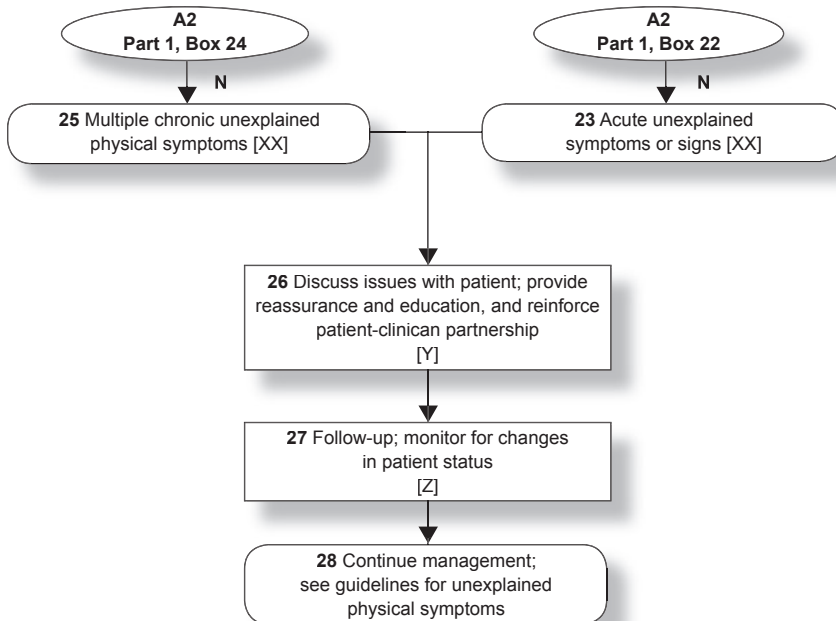 A2
Part 1, Box 24
N
25 Multiple chronic unexplained
physical symptoms [XX]
A2
Part 1, Box 22
N
23 Acute unexplained
symptoms or signs [XX]
26 Discuss issues with patient; provide
reassurance and education, and reinforce
patient-clinican partnership
[Y]
27 Follow-up; monitor for changes
in patient status
[Z]
28 Continue management;
see guidelines for unexplained
physical symptoms